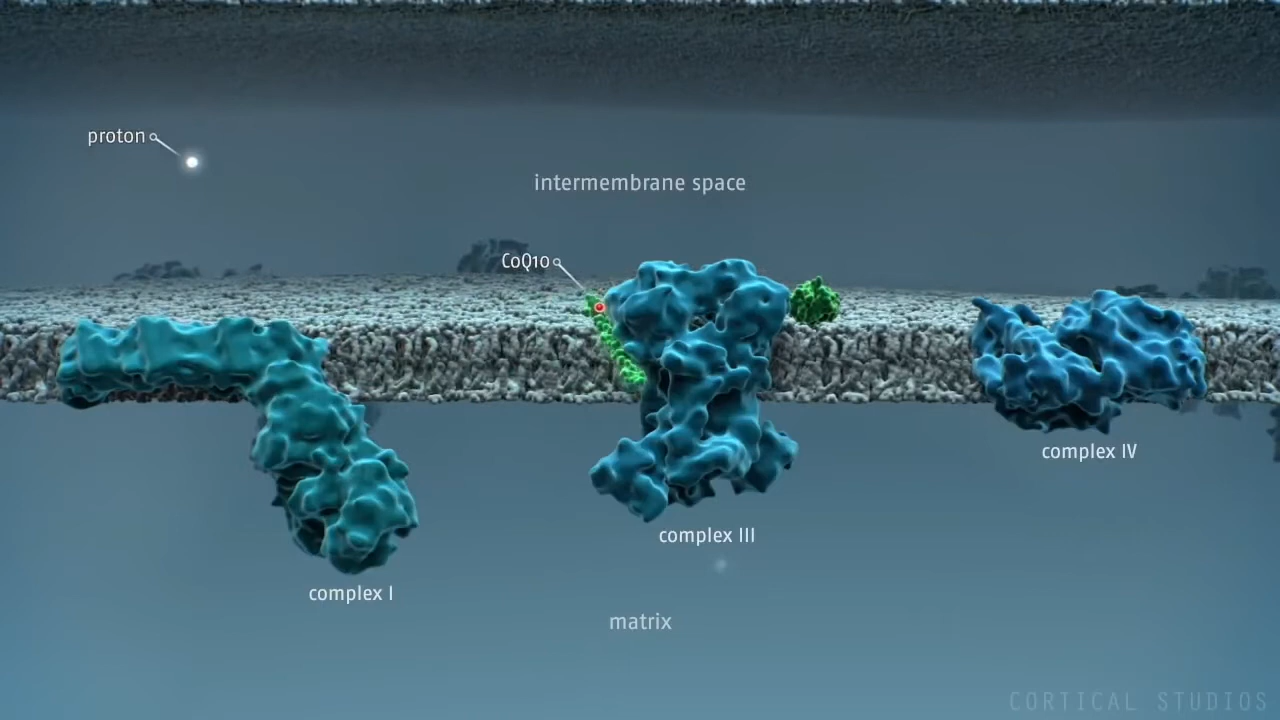 proton
intermembrane space
CoQ10
complex IV
complex III
complex I
matrix
CORTICAL STUDIOS